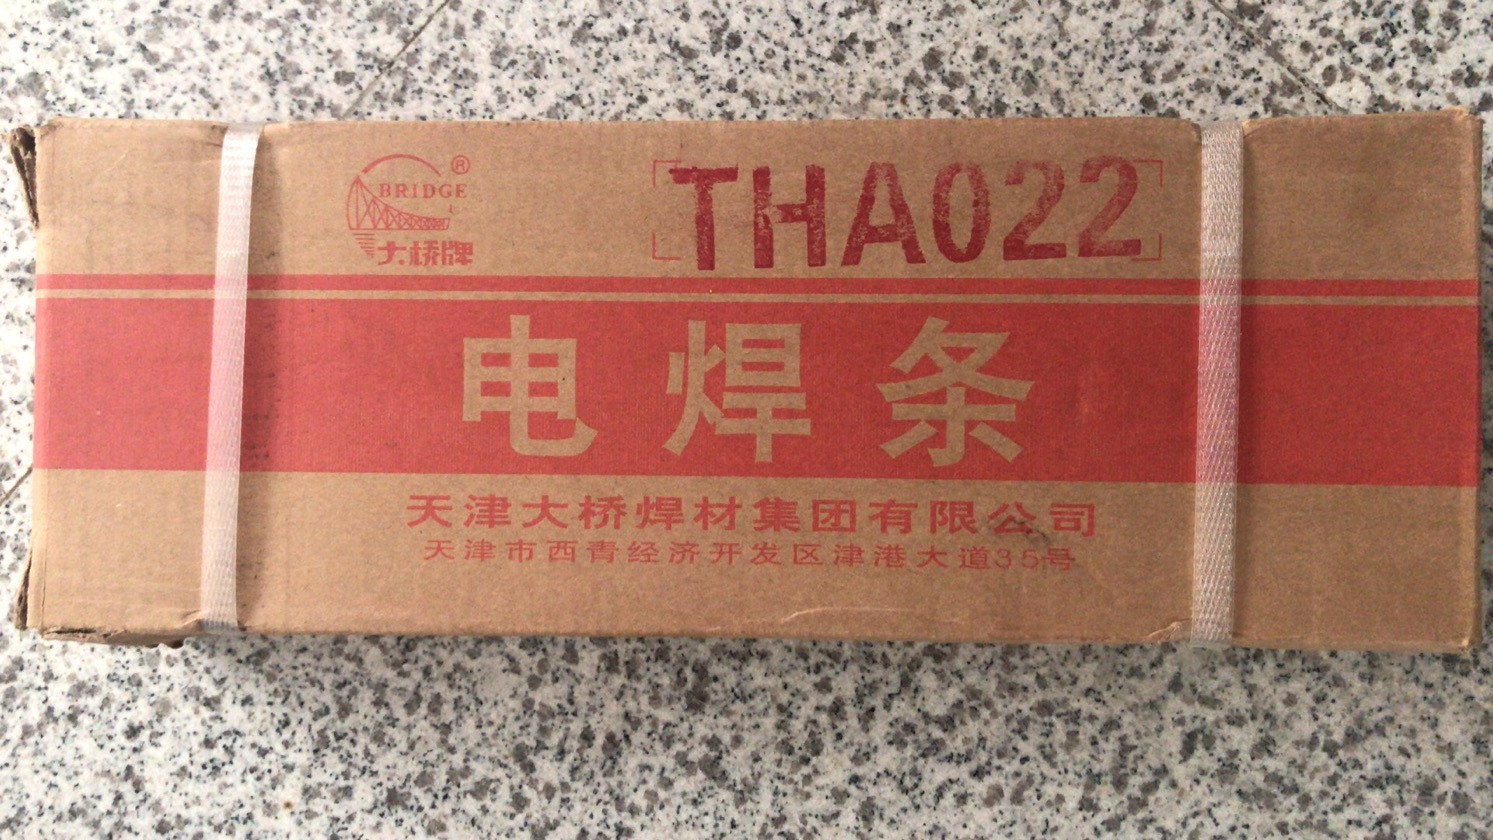 BRIDGE®
大桥牌
THA022
电焊条
天津大桥焊材集团有限公司
天津市西青经济开发区津港大道35号